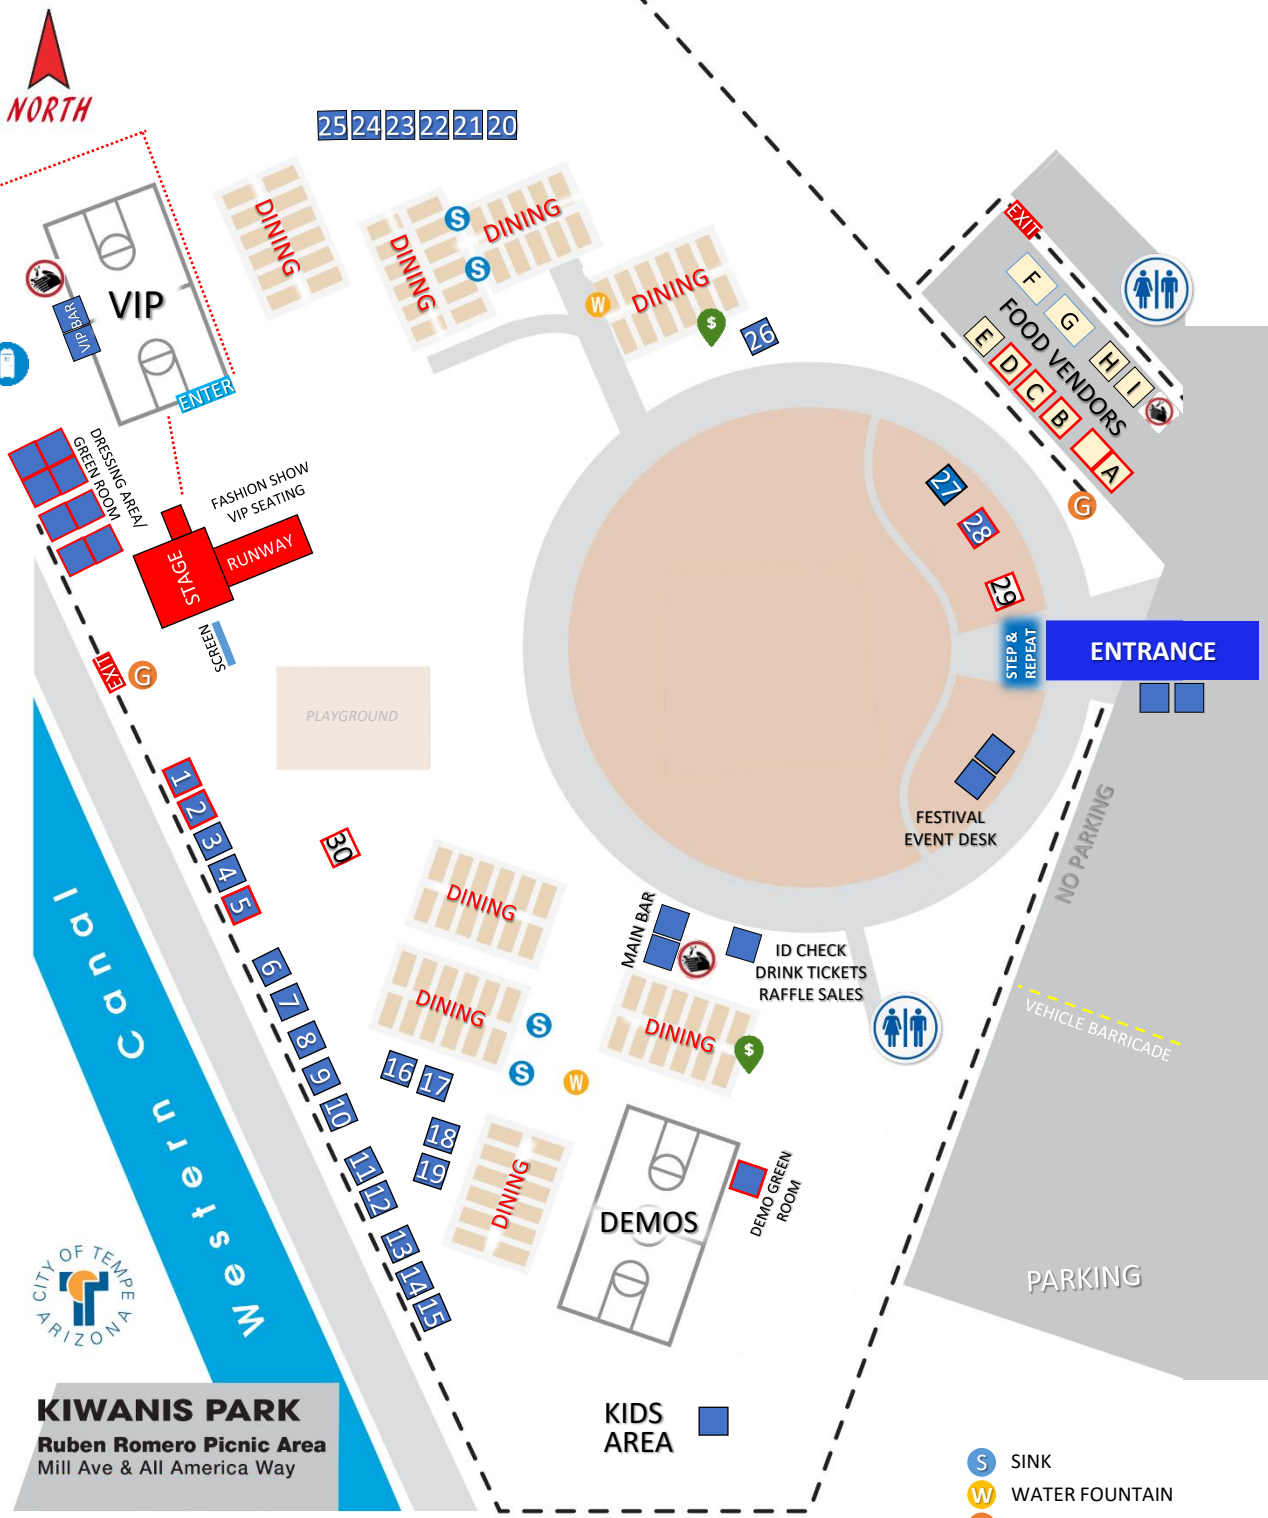 NORTH
25 24 23 22 21 20
DINING
DINING
DINING
DINING
S
S
W
$
26
VIP
VIP BAR
ENTER
EXIT
F
G
FOOD VENDORS
E
D
C
B
A
H
I
G
DRESSING AREA/
GREEN ROOM
FASHION SHOW
VIP SEATING
STAGE
RUNWAY
SCREEN
EXIT
G
27
28
29
STEP &
REPEAT
ENTRANCE
PLAYGROUND
FESTIVAL
EVENT DESK
NO PARKING
1
2
3
4
5
30
6
7
8
9
10
11
12
13
14
15
DINING
DINING
MAIN BAR
ID CHECK
DRINK TICKETS
RAFFLE SALES
DINING
$
S
S
W
16
17
18
19
DINING
DEMOS
DEMO GREEN
ROOM
VEHICLE BARRICADE
PARKING
Western Canal
CITY OF TEMPE
ARIZONA
T
KIWANIS PARK
Ruben Romero Picnic Area
Mill Ave & All America Way
KIDS
AREA
S SINK
W WATER FOUNTAIN